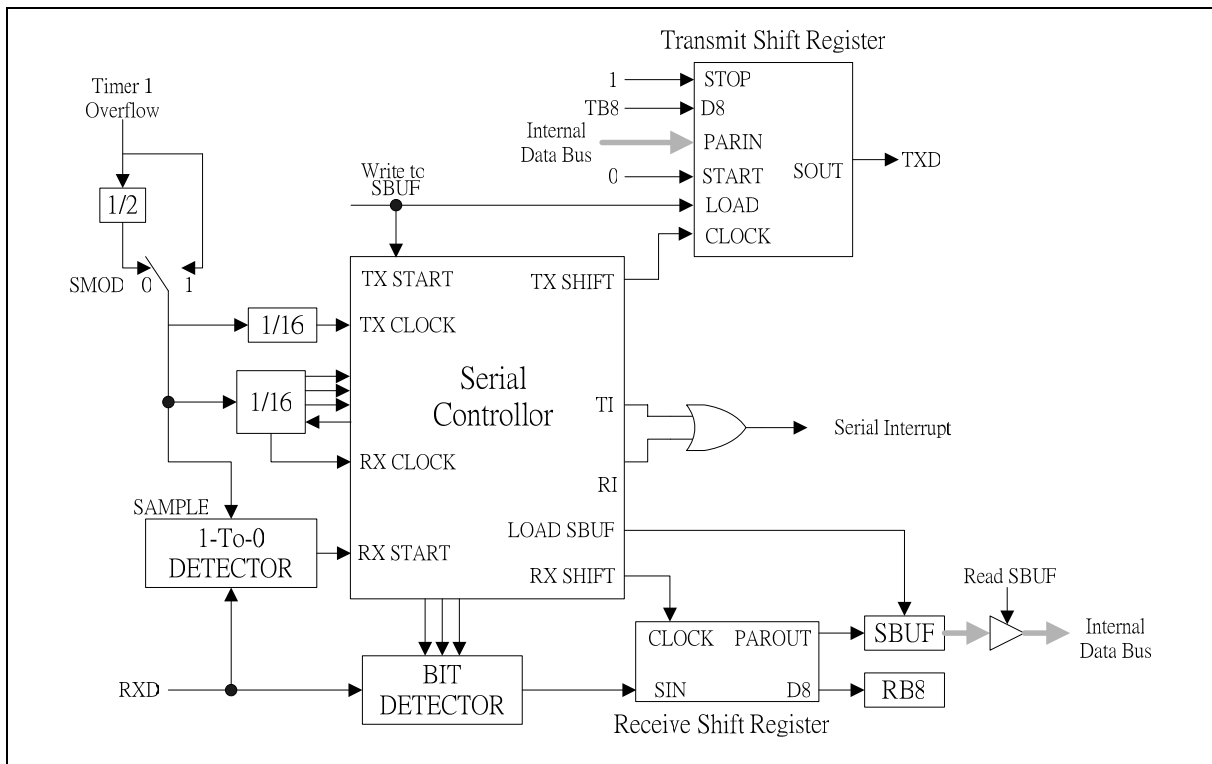 Transmit Shift Register
Timer 1
Overflow
1/2
SMOD 0 1
1
STOP
TB8
D8
Internal
Data Bus
PARIN
0
START
SOUT
TXD
Write to
SBUF
LOAD
CLOCK
TX START
TX SHIFT
1/16
TX CLOCK
1/16
Serial
Controllor
TI
Serial Interrupt
RX CLOCK
RI
SAMPLE
1-To-0
DETECTOR
RX START
LOAD SBUF
RX SHIFT
Read SBUF
CLOCK
PAROUT
SBUF
Internal
Data Bus
RXD
BIT
DETECTOR
SIN
D8
RB8
Receive Shift Register